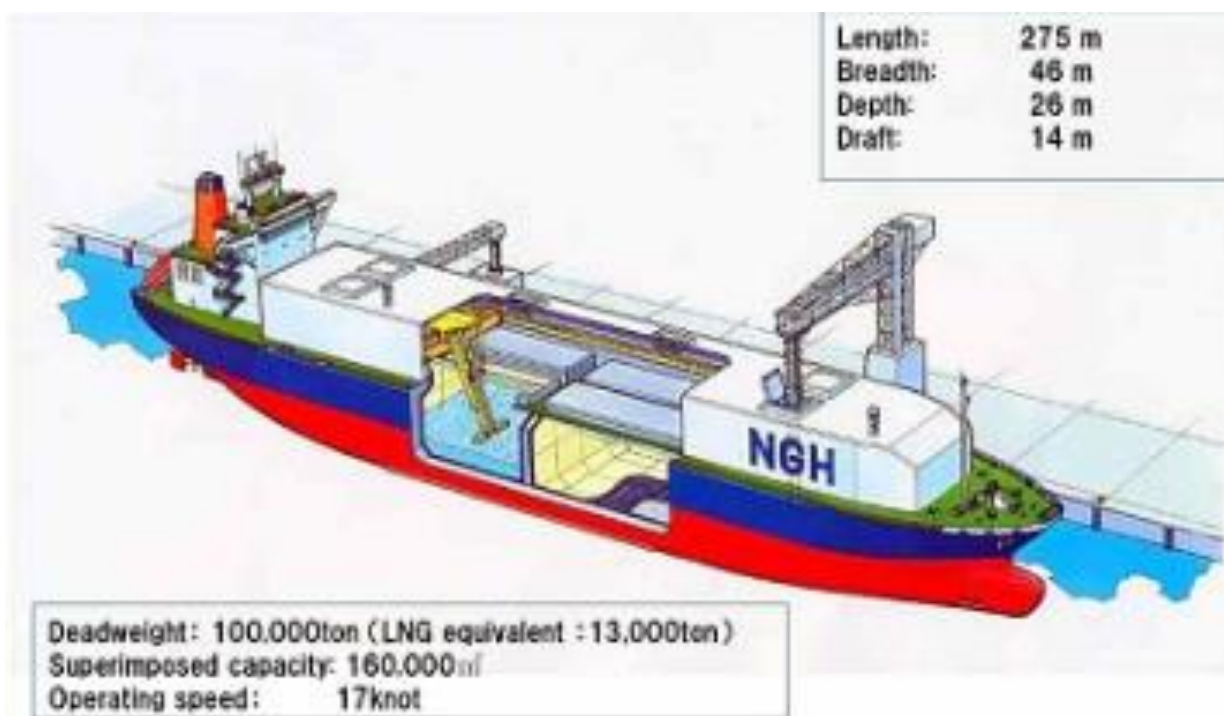 Length: 275 m
Breadth: 46 m
Depth: 26 m
Draft: 14 m
NGH
Deadweight: 100.000ton (LNG equivalent :13.000ton)
Superimposed capacity: 160.000㎥
Operating speed: 17knot